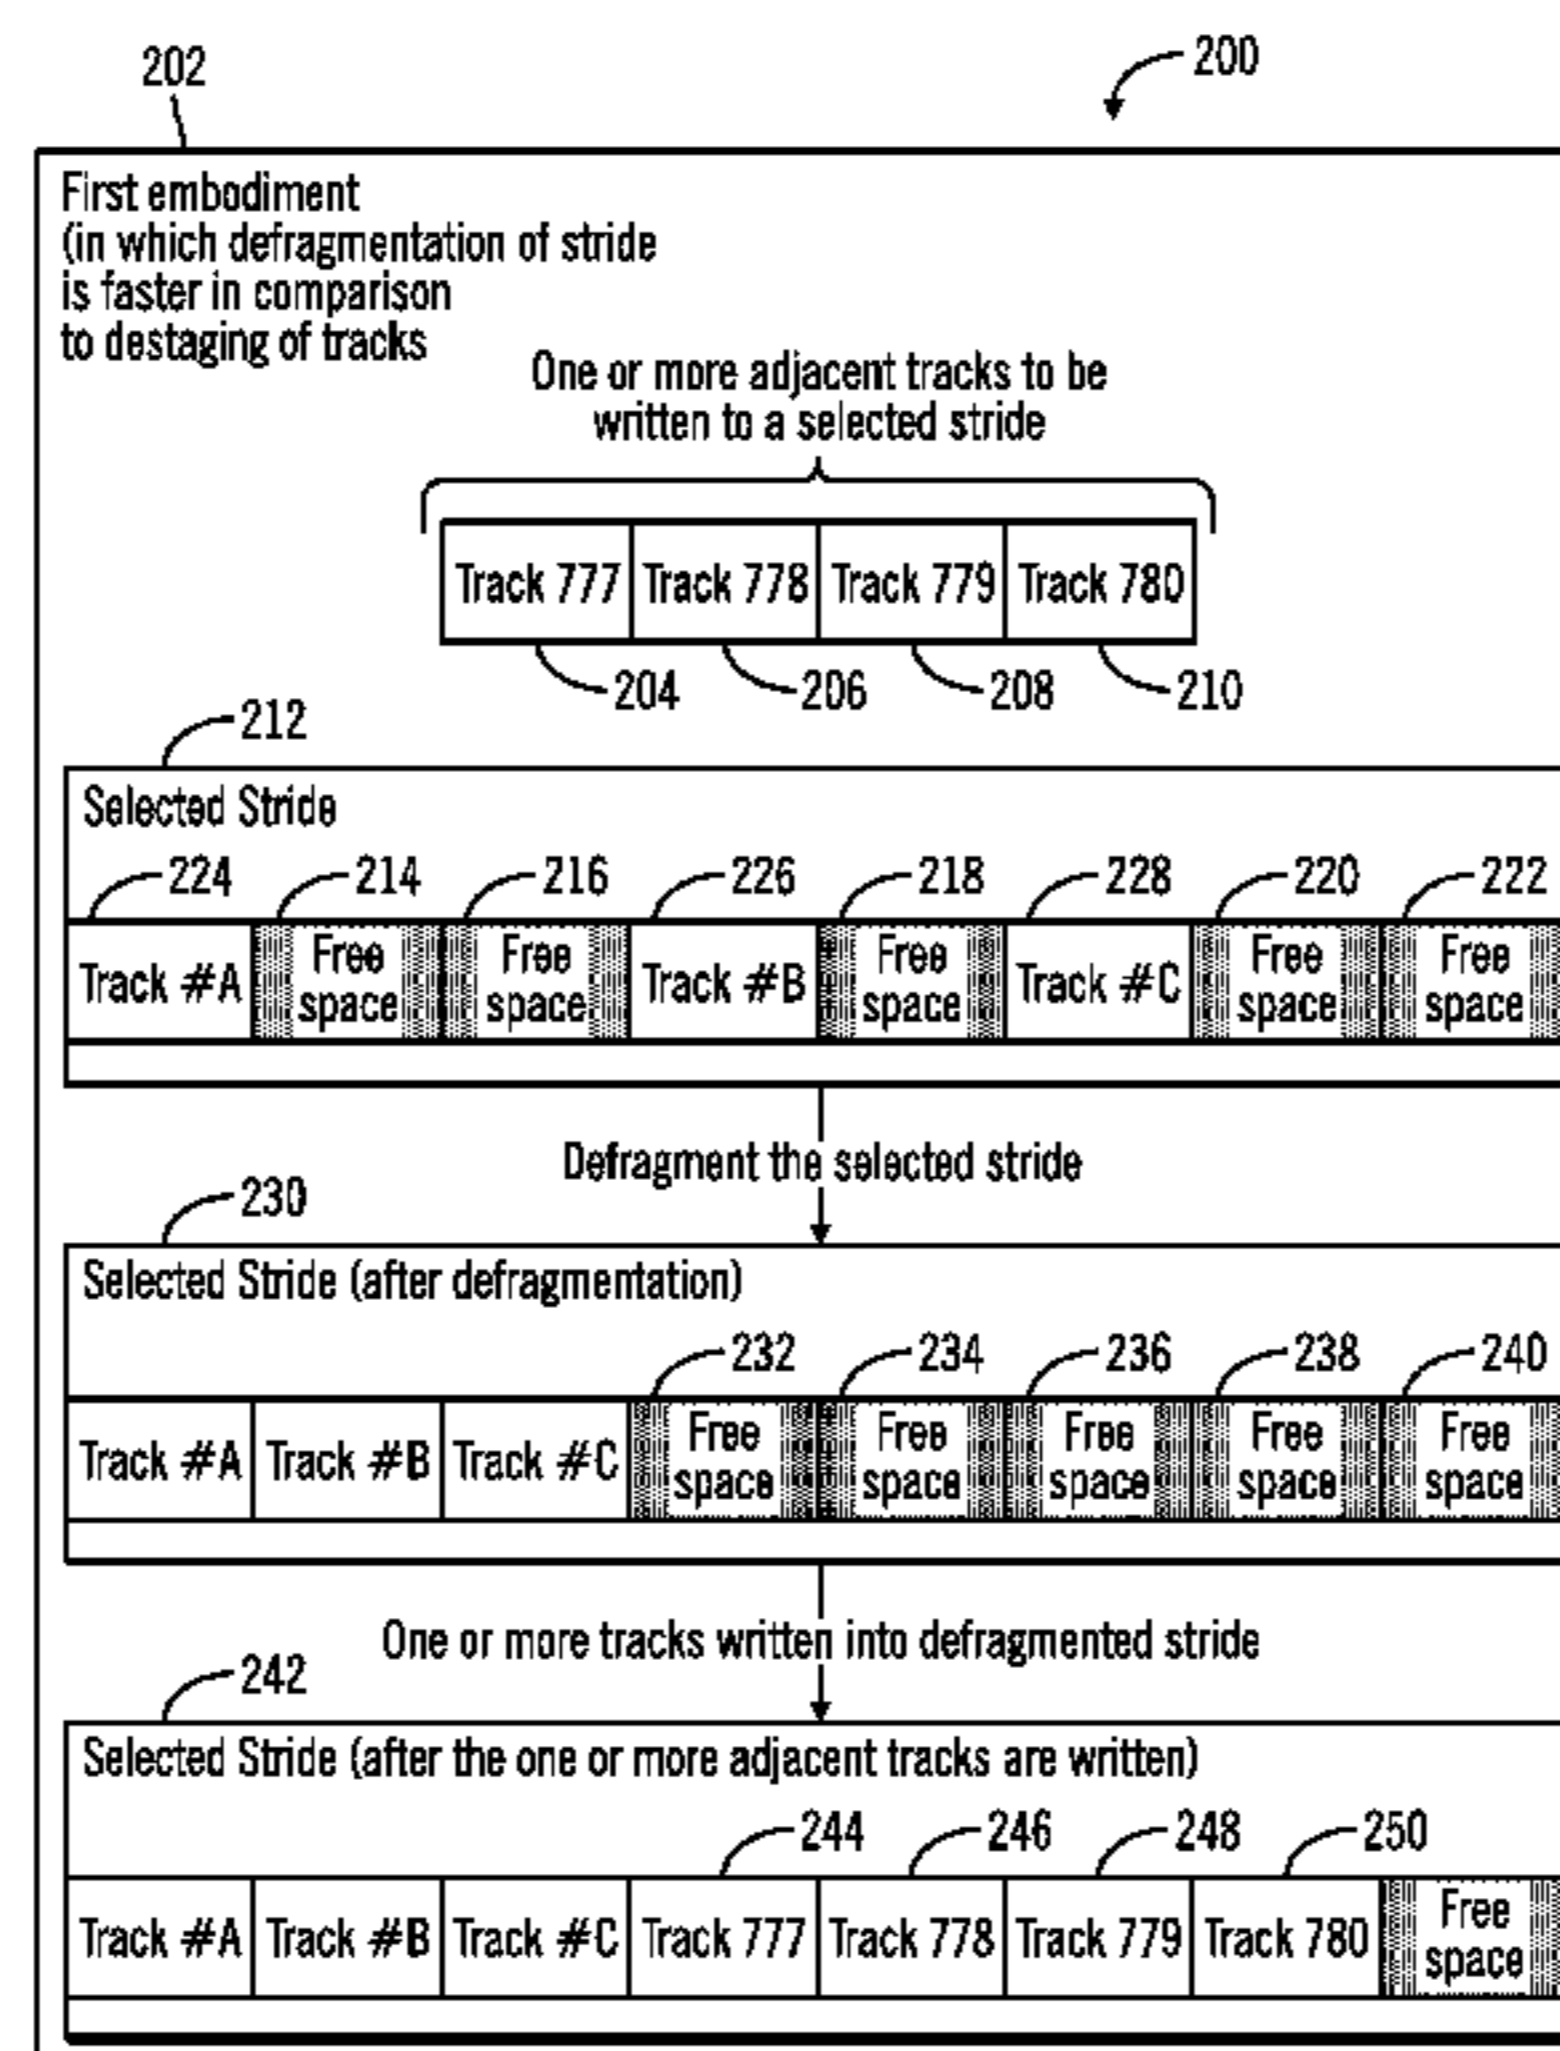 200
202
First embodiment
(in which defragmentation of stride
is faster in comparison
to destaging of tracks
One or more adjacent tracks to be
written to a selected stride
Track 777 Track 778 Track 779 Track 780
204 206 208 210
212
Selected Stride
224 214 216 226 218 228 220 222
Track #A Free space Free space Track #B Free space Track #C Free space Free space
Defragment the selected stride
230
Selected Stride (after defragmentation)
232 234 236 238 240
Track #A Track #B Track #C Free space Free space Free space Free space Free space
One or more tracks written into defragmented stride
242
Selected Stride (after the one or more adjacent tracks are written)
244 246 248 250
Track #A Track #B Track #C Track 777 Track 778 Track 779 Track 780 Free space